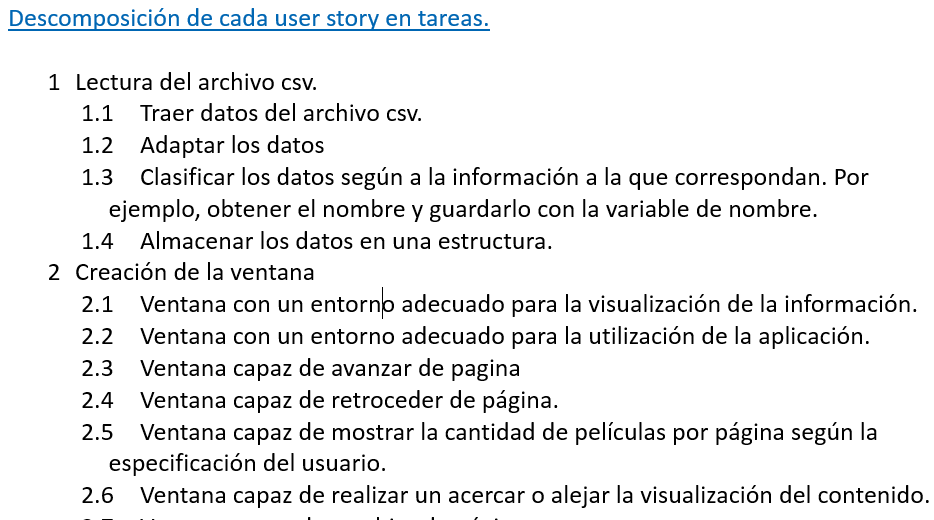 Descomposición de cada user story en tareas.
1 Lectura del archivo csv.
1.1 Traer datos del archivo csv.
1.2 Adaptar los datos
1.3 Clasificar los datos según a la información a la que correspondan. Por
ejemplo, obtener el nombre y guardarlo con la variable de nombre.
1.4 Almacenar los datos en una estructura.
2 Creación de la ventana
2.1 Ventana con un entorno adecuado para la visualización de la información.
2.2 Ventana con un entorno adecuado para la utilización de la aplicación.
2.3 Ventana capaz de avanzar de pagina
2.4 Ventana capaz de retroceder de página.
2.5 Ventana capaz de mostrar la cantidad de películas por página según la
especificación del usuario.
2.6 Ventana capaz de realizar un acercar o alejar la visualización del contenido.